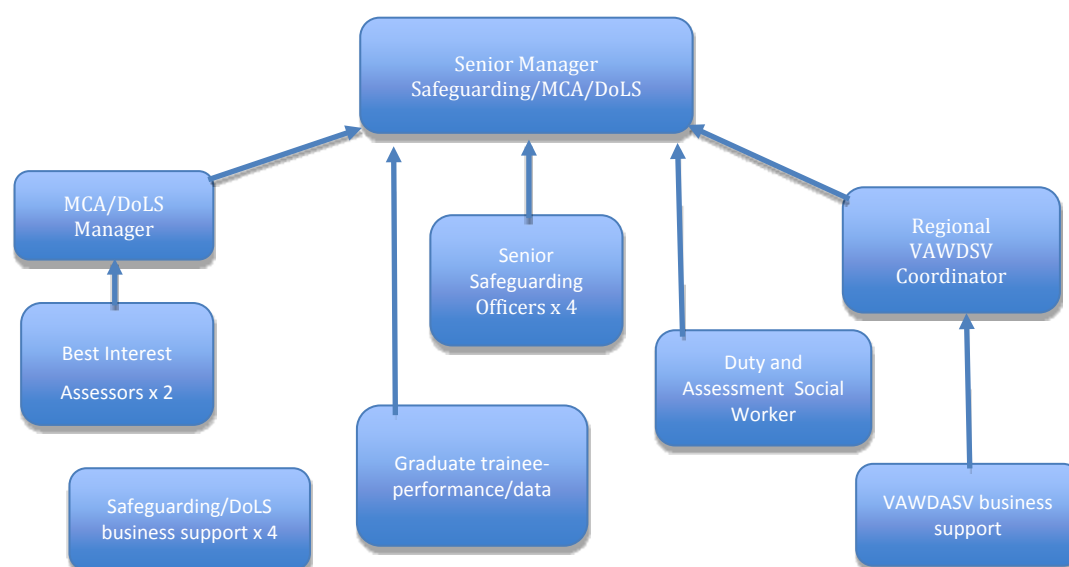 Senior Manager
Safeguarding/MCA/DoLS
MCA/DoLS
Manager
Senior
Safeguarding
Officers x 4
Regional
VAWDSV
Coordinator
Best Interest
Assessors x 2
Duty and
Assessment Social
Worker
Graduate trainee-
performance/data
Safeguarding/DoLS
business support x 4
VAWDASV business
support